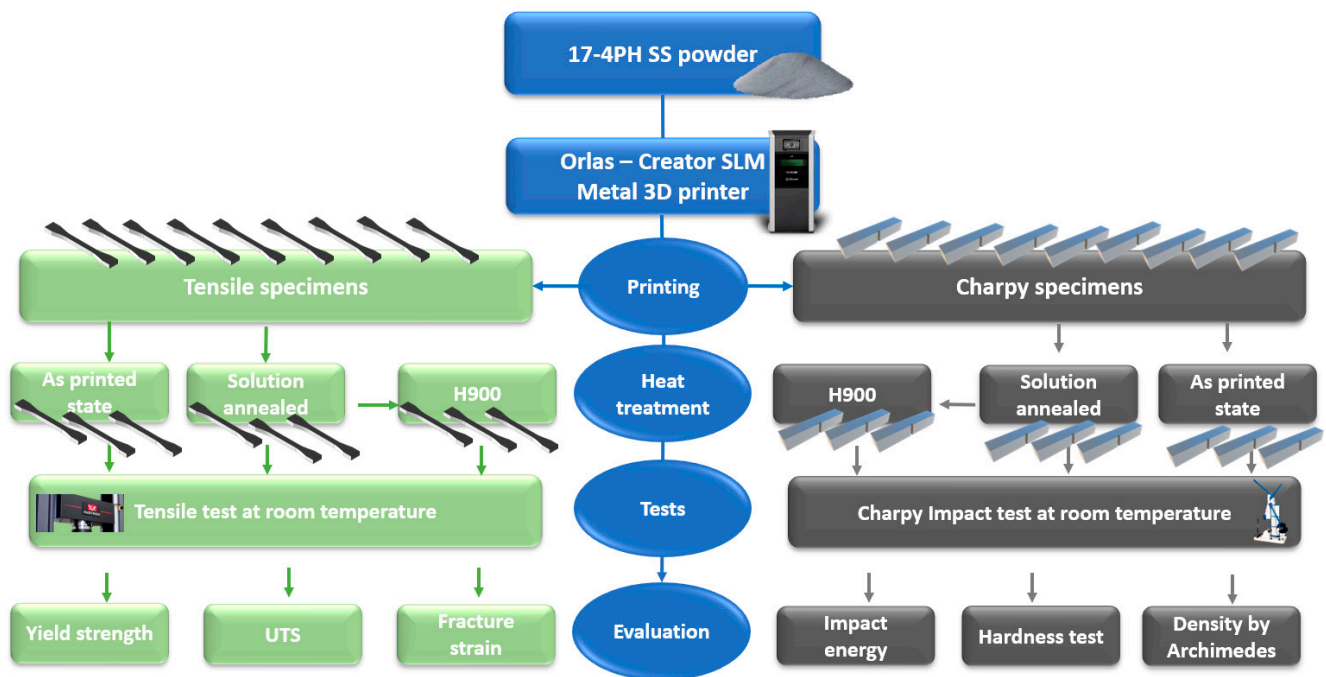 17-4PH SS powder
Orlas – Creator SLM
Metal 3D printer
Tensile specimens
Printing
Charpy specimens
As printed
state
Solution
annealed
H900
Heat
treatment
H900
Solution
annealed
As printed
state
Tensile test at room temperature
Tests
Charpy Impact test at room temperature
Yield strength
UTS
Fracture
strain
Evaluation
Impact
energy
Hardness test
Density by
Archimedes